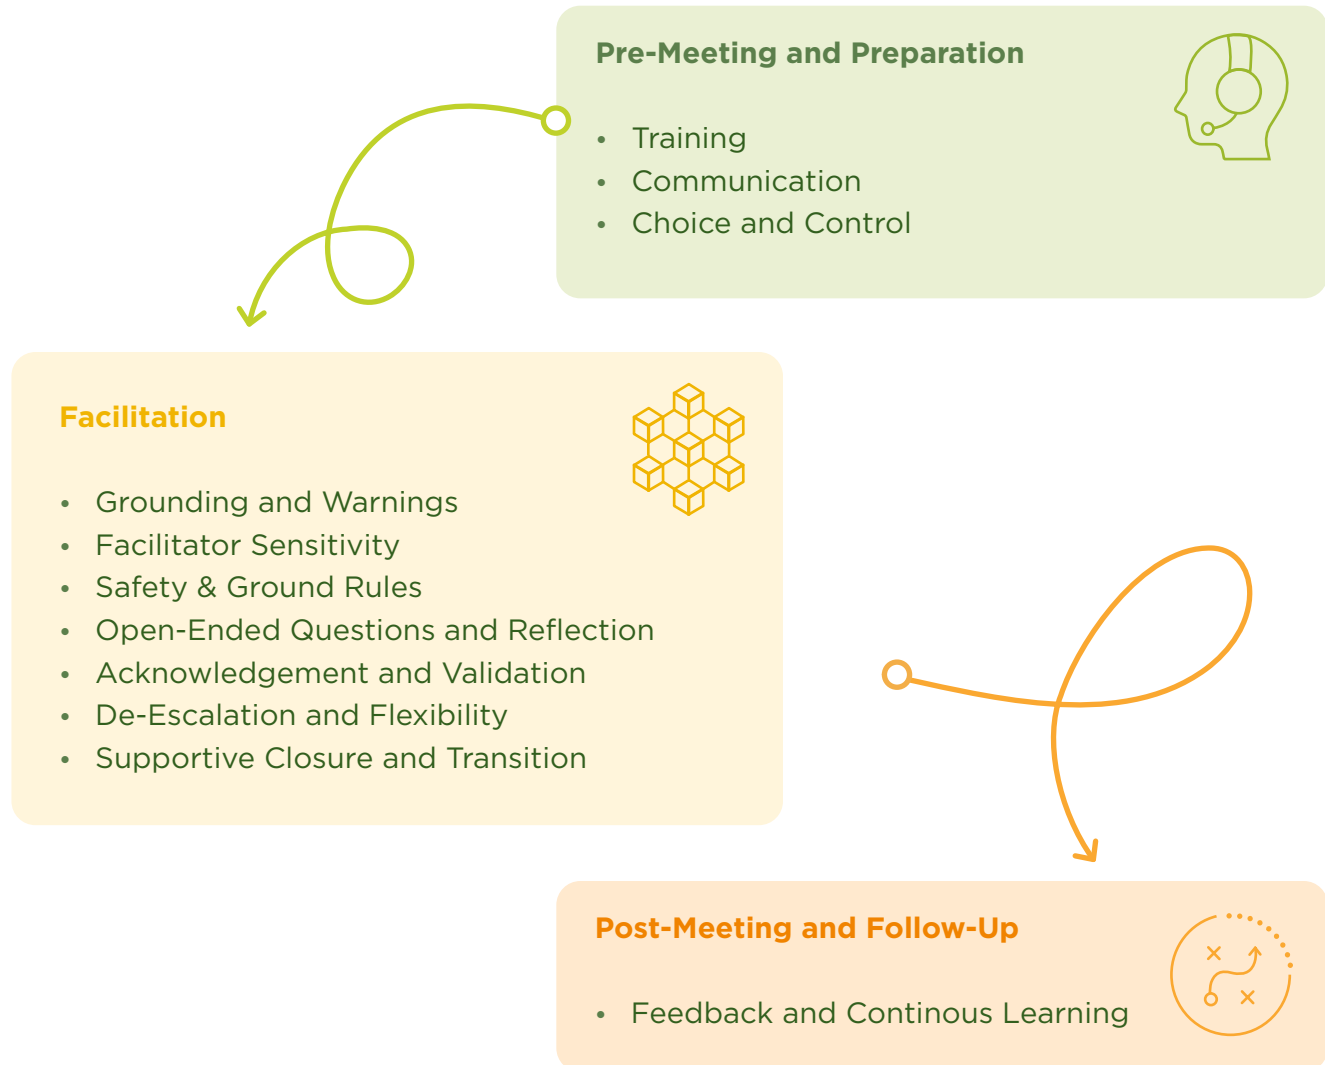 Pre-Meeting and Preparation
• Training
• Communication
• Choice and Control
Facilitation
• Grounding and Warnings
• Facilitator Sensitivity
• Safety & Ground Rules
• Open-Ended Questions and Reflection
• Acknowledgement and Validation
• De-Escalation and Flexibility
• Supportive Closure and Transition
Post-Meeting and Follow-Up
• Feedback and Continous Learning